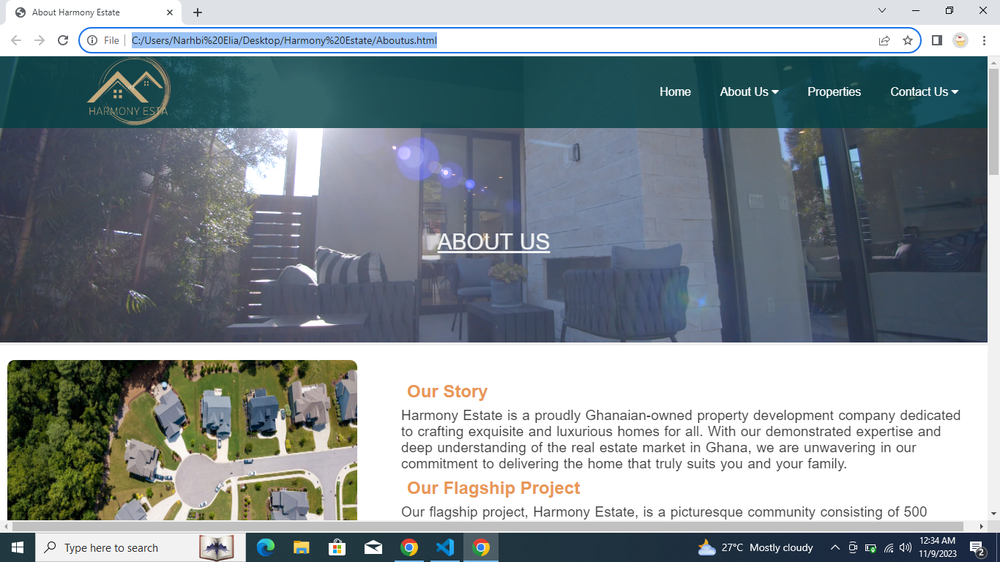 About Harmony Estate
File
C:/Users/Narhbi%20Elia/Desktop/Harmony%20Estate/Aboutus.html
HARMONY ESTA
Home
About Us
Properties
Contact Us
ABOUT US
Our Story
Harmony Estate is a proudly Ghanaian-owned property development company dedicated
to crafting exquisite and luxurious homes for all. With our demonstrated expertise and
deep understanding of the real estate market in Ghana, we are unwavering in our
commitment to delivering the home that truly suits you and your family.
Our Flagship Project
Our flagship project, Harmony Estate, is a picturesque community consisting of 500
Type here to search
27°C Mostly cloudy
12:34 AM
11/9/2023
2